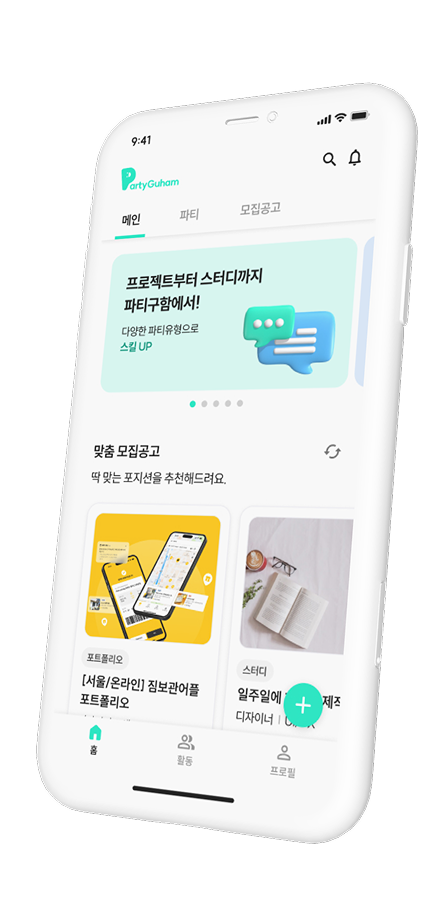 9:41
PartyGuham
메인 파티 모집공고
프로젝트부터 스터디까지
파티구함에서!
다양한 파티유형으로
스킬 UP
맞춤 모집공고
딱 맞는 포지션을 추천해드려요.
포트폴리오
[서울/온라인] 짐보관어플
포트폴리오
스터디
일주일에
디자이너 |
홈 활동 프로필